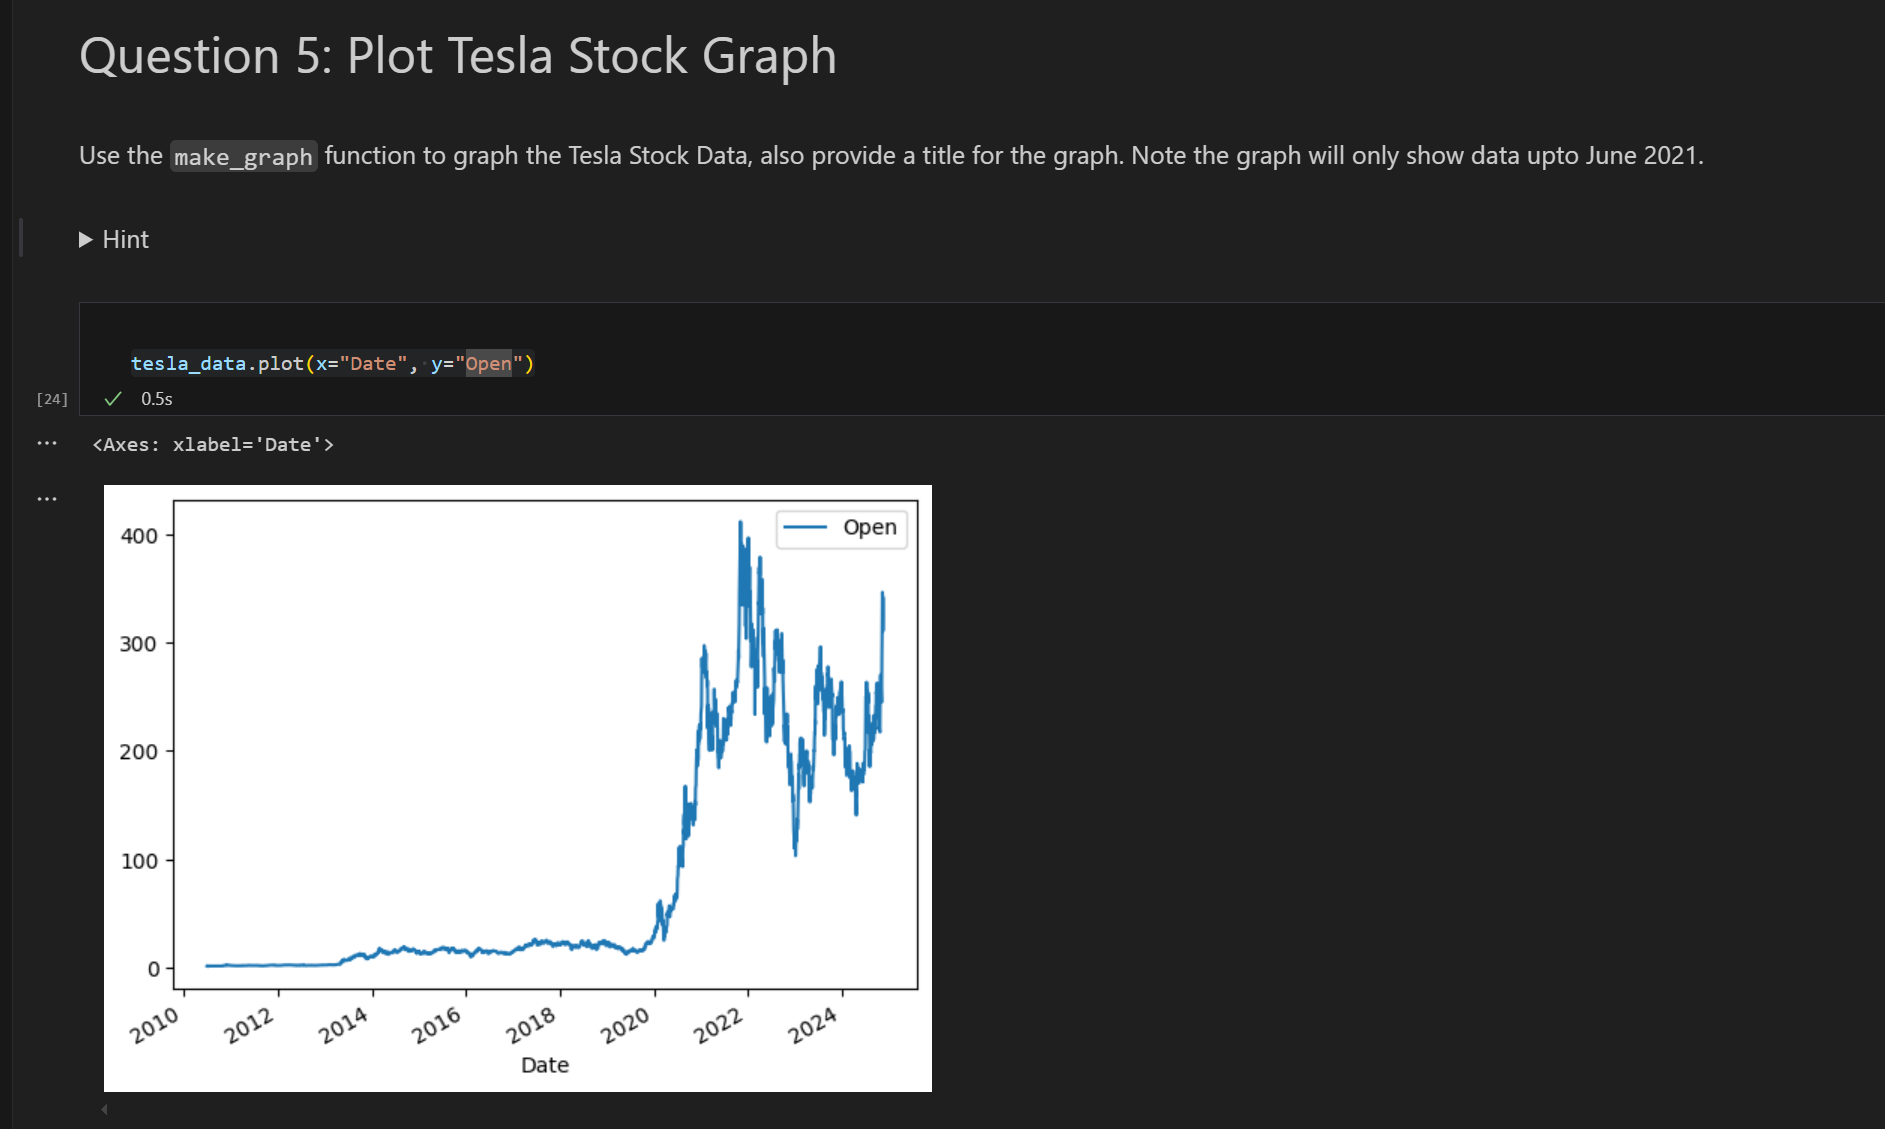 Question 5: Plot Tesla Stock Graph
Use the make_graph function to graph the Tesla Stock Data, also provide a title for the graph. Note the graph will only show data upto June 2021.
Hint
tesla_data.plot(x="Date", y="Open")
[24]
0.5s
<Axes: xlabel='Date'>
Open
400
300
200
100
0
2010
2012
2014
2016
2018
2020
2022
2024
Date